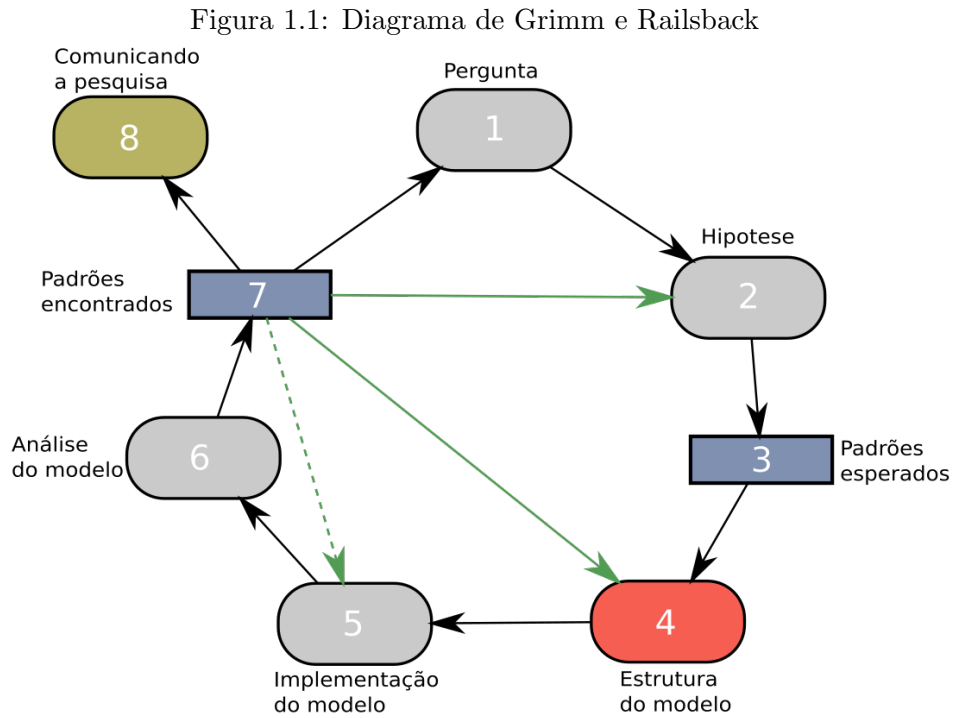 Figura 1.1: Diagrama de Grimm e Railsback
Comunicando
a pesquisa
8
Pergunta
1
Hipotese
2
Padrões
encontrados
7
Padrões
esperados
3
Análise
do modelo
6
5
Implementação
do modelo
4
Estrutura
do modelo